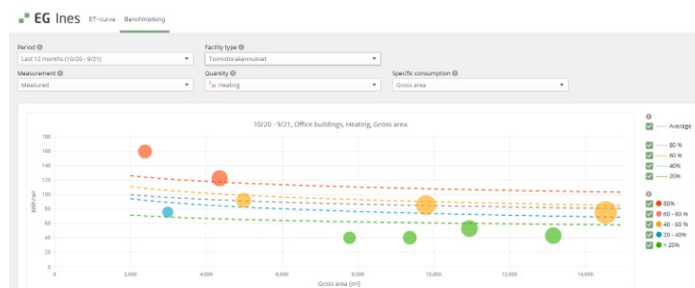 EG Ines ET-curve Benchmarking
Period Facility type
Last 12 months (10/20 - 9/21) Toimistorakennukset
Measurement Quantity Specific consumption
Measured Heating Gross area
10/20 - 9/21, Office buildings, Heating, Gross area
180
160
140
120
100
80
60
40
20
0
0 2,000 4,000 6,000 8,000 10,000 12,000 14,000
Gross area [m²]
Average
80 %
60 %
40%
20%
80% -
60 - 80 %
40 - 60 %
20 - 40%
< 20%